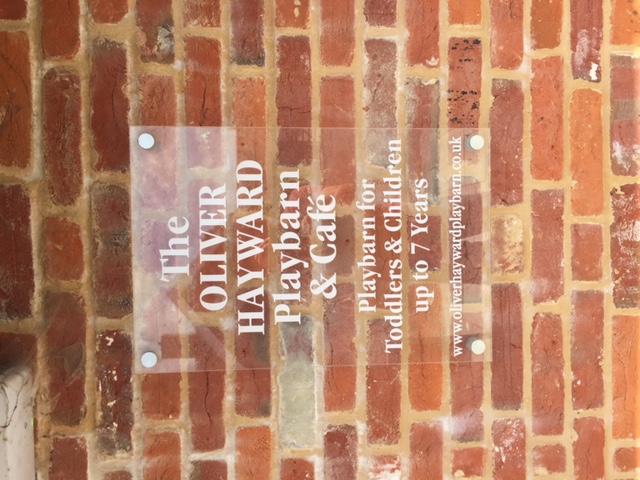 The
OLIVER
HAYWARD
Playbarn
& Café
Playbarn for
Toddlers & Children
up to 7 Years
www.oliverhaywardplaybarn.co.uk